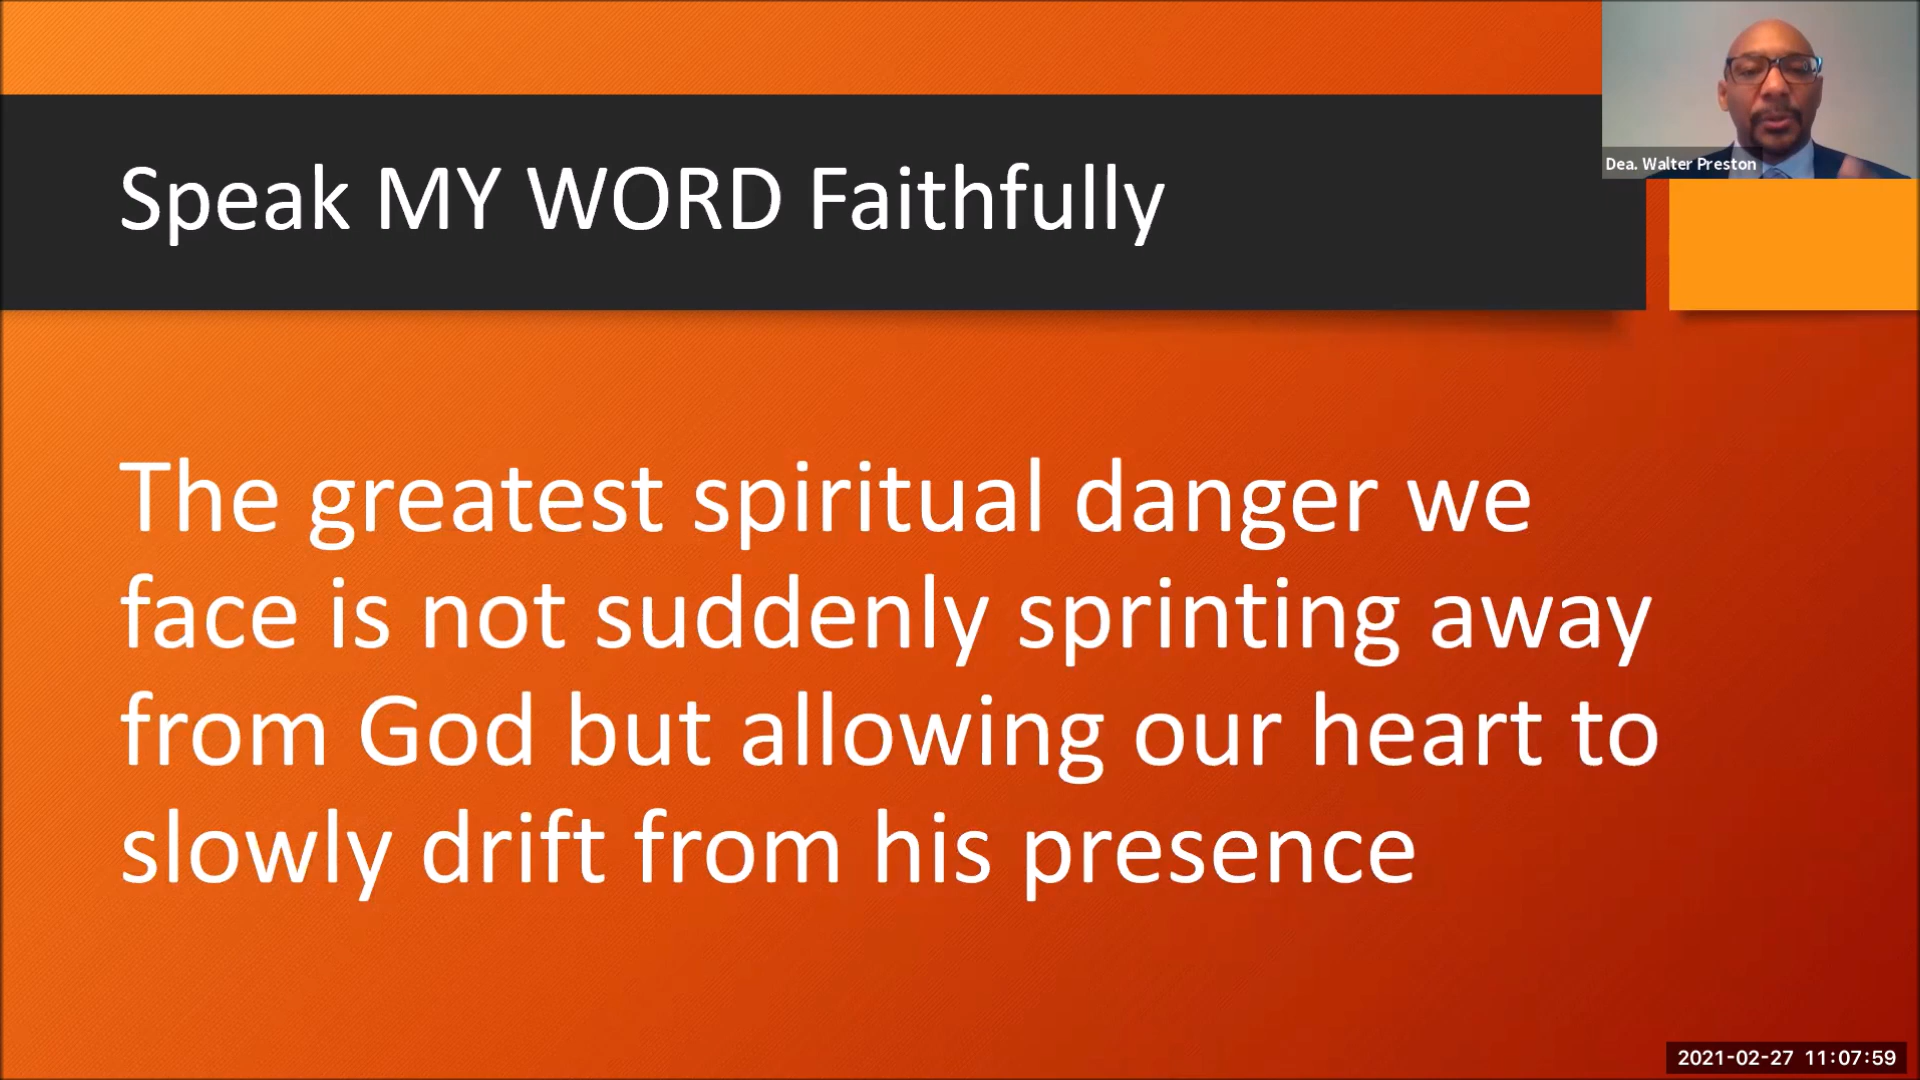 Speak MY WORD Faithfully
Dea. Walter Preston
The greatest spiritual danger we
face is not suddenly sprinting away
from God but allowing our heart to
slowly drift from his presence
2021-02-27 11:07:59